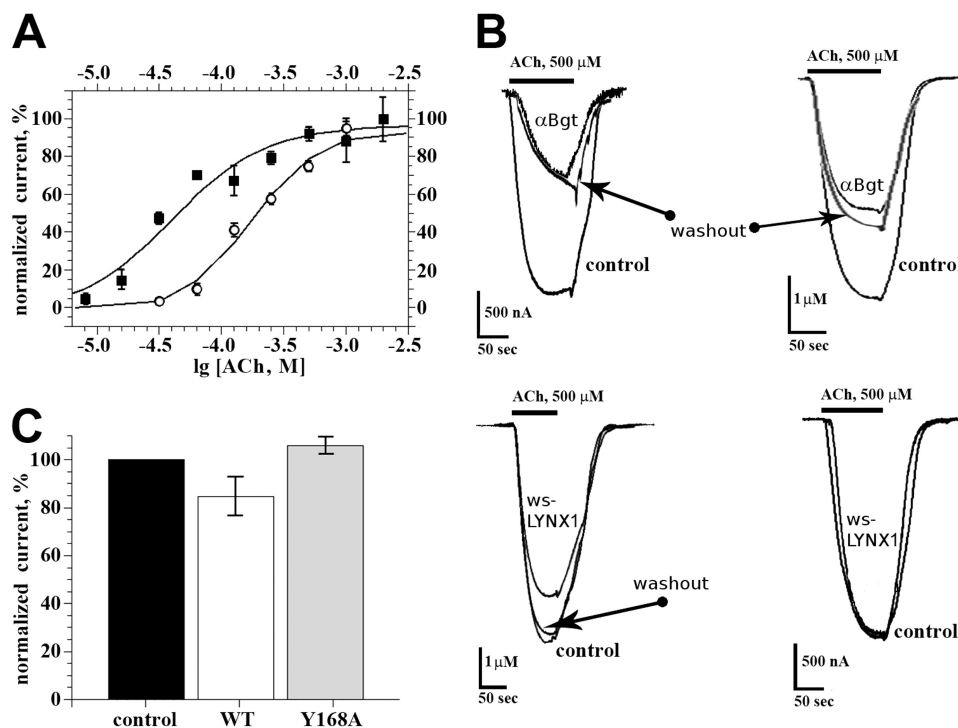 A
-5.0 -4.5 -4.0 -3.5 -3.0 -2.5
normalized current, %
100
80
60
40
20
0
100
80
60
40
20
0
-5.0 -4.5 -4.0 -3.5 -3.0 -2.5
lg [ACh, M]
B
ACh, 500 μM
αBgt
washout
control
500 nA
50 sec
ACh, 500 μM
αBgt
control
1 μM
50 sec
C
normalized current, %
100
80
60
40
20
0
control WT Y168A
ACh, 500 μM
ws-
LYNX1
washout
control
1 μM
50 sec
ACh, 500 μM
ws-
LYNX1
control
500 nA
50 sec